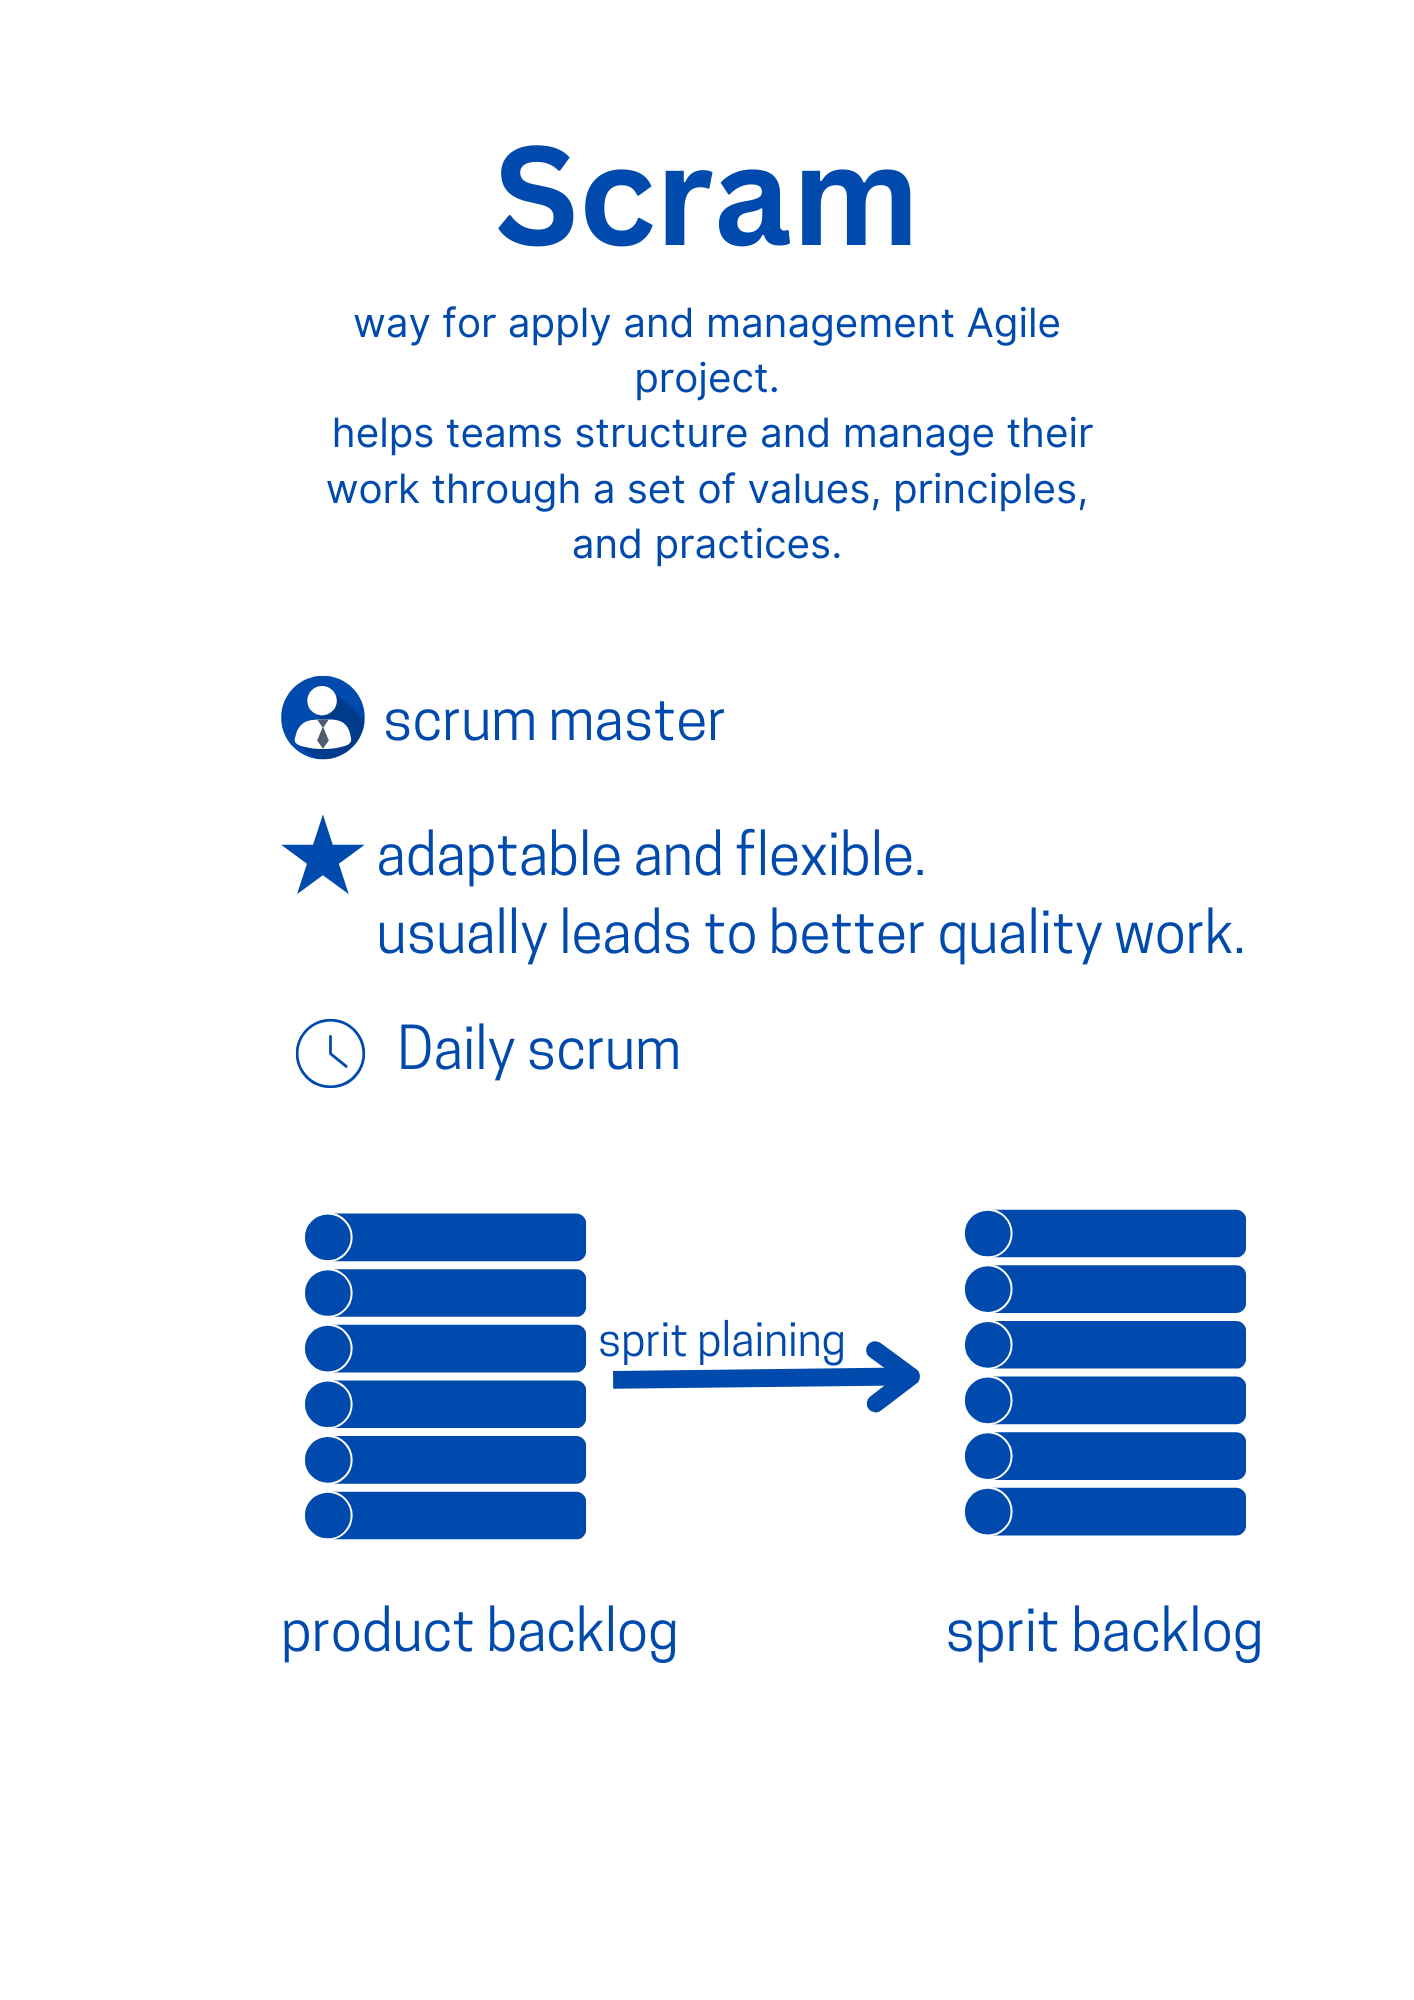 Scram
way for apply and management Agile
project.
helps teams structure and manage their
work through a set of values, principles,
and practices.
scrum master
adaptable and flexible.
usually leads to better quality work.
Daily scrum
sprit plaining
product backlog
sprit backlog